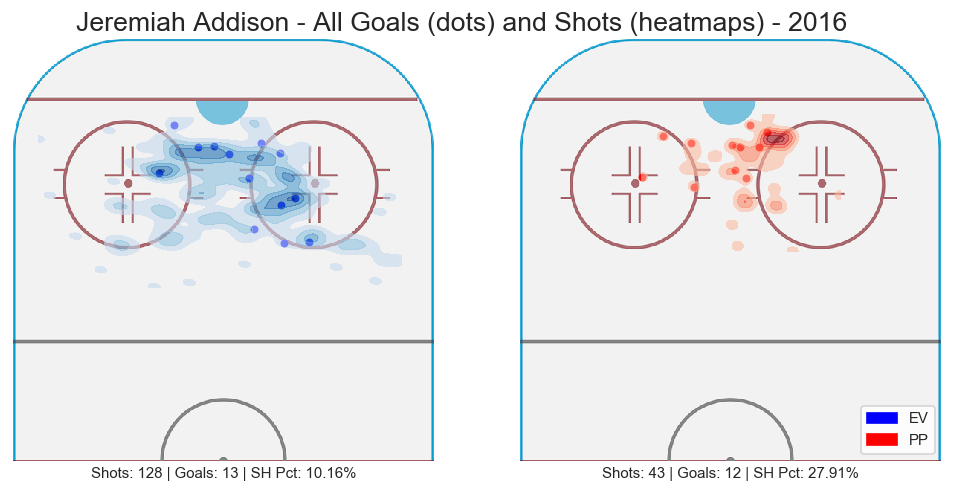 Jeremiah Addison - All Goals (dots) and Shots (heatmaps) - 2016
EV
PP
Shots: 128 | Goals: 13 | SH Pct: 10.16%
Shots: 43 | Goals: 12 | SH Pct: 27.91%